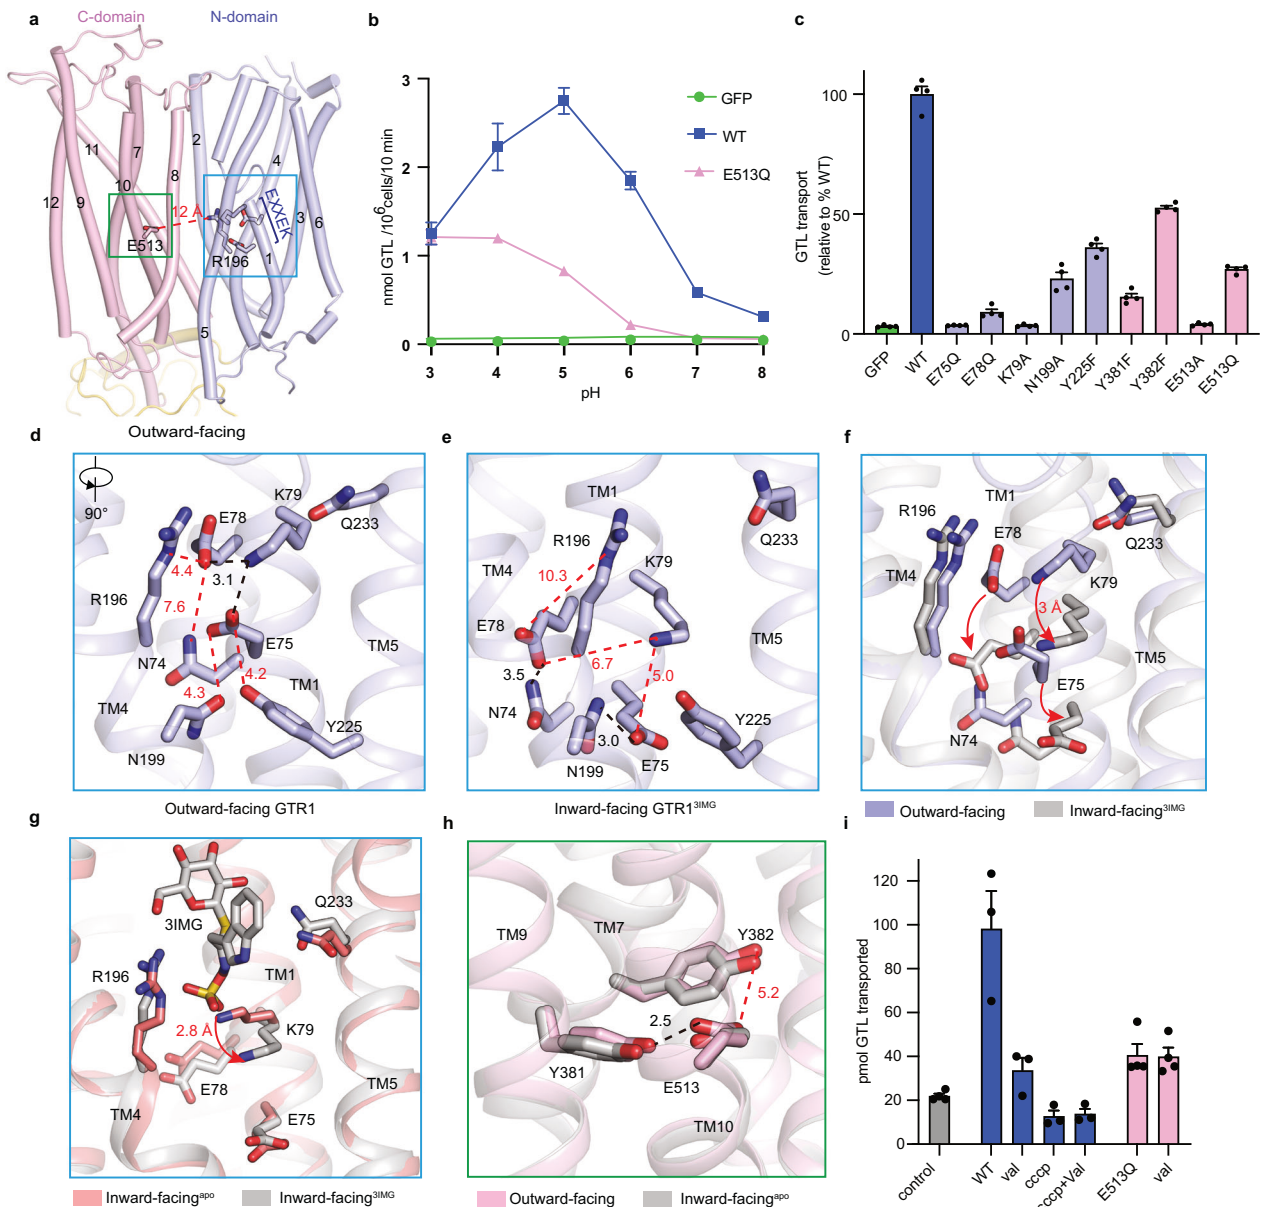 a
C-domain
N-domain
2
4
11
7
8
10
12
9
12 Å
EXXEK
3
6
E513
R196
1
5
Outward-facing
b
3
2
1
0
nmol GTL /10⁶cells/10 min
GFP
WT
E513Q
3
4
5
6
7
8
pH
c
100
50
0
GTL transport
(relative to % WT)
GFP
WT
E75Q
E78Q
K79A
N199A
Y225F
Y381F
Y382F
E513A
E513Q
d
90°
E78
K79
Q233
4.4
3.1
R196
7.6
E75
TM5
N74
4.3
4.2
TM1
TM4
N199
Y225
Outward-facing GTR1
e
TM1
R196
Q233
TM4
K79
10.3
E78
TM5
6.7
3.5
5.0
N74
Y225
3.0
N199
E75
Inward-facing GTR1³ᴵᴹᴳ
f
TM1
R196
E78
Q233
TM4
K79
3 Å
TM5
E75
N74
Outward-facing
Inward-facing³ᴵᴹᴳ
g
3IMG
Q233
R196
TM1
2.8 Å
K79
E78
TM5
TM4
E75
Inward-facingᵃᵖᵒ
Inward-facing³ᴵᴹᴳ
h
TM9
TM7
Y382
5.2
2.5
Y381
E513
TM10
Outward-facing
Inward-facingᵃᵖᵒ
i
120
100
80
60
40
20
0
pmol GTL transported
control
WT
val
cccp
cccp+Val
E513Q
val